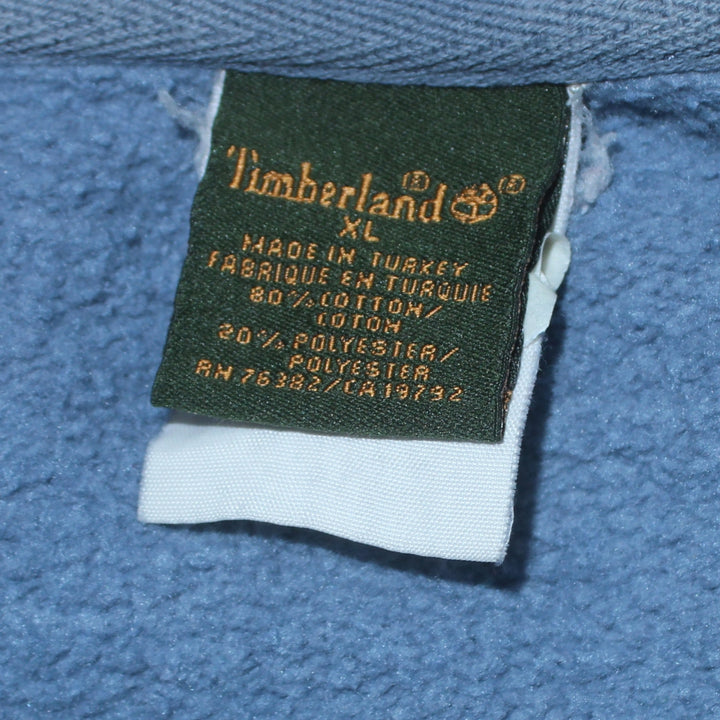 Timberland ®
XL
MADE IN TURKEY
FABRIQUE EN TURQUIE
80% COTTON/
COTON
20% POLYESTER/
POLYESTER
RN 76382/CA 19792